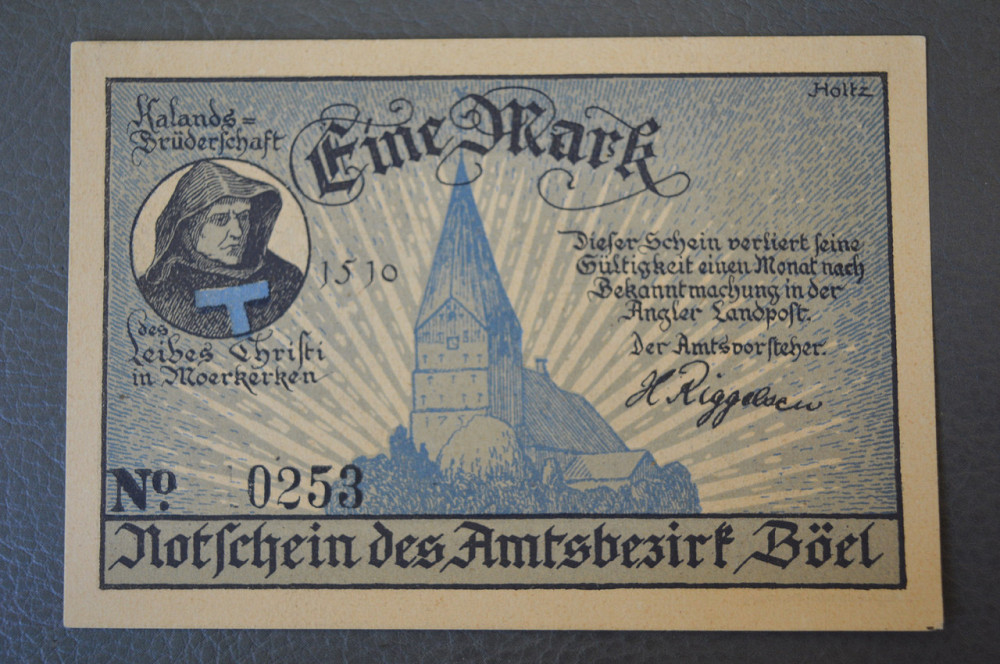 Holtz
Kalands=
Brüderschaft
Eine Mark
1510
des
Leibes Christi
in Moerkerken
Dieser Schein verliert seine
Gültigkeit einen Monat nach
Bekanntmachung in der
Angler Landpost.
Der Amtsvorsteher.
H Riggelsen
No. 0253
Notschein des Amtsbezirk Böel